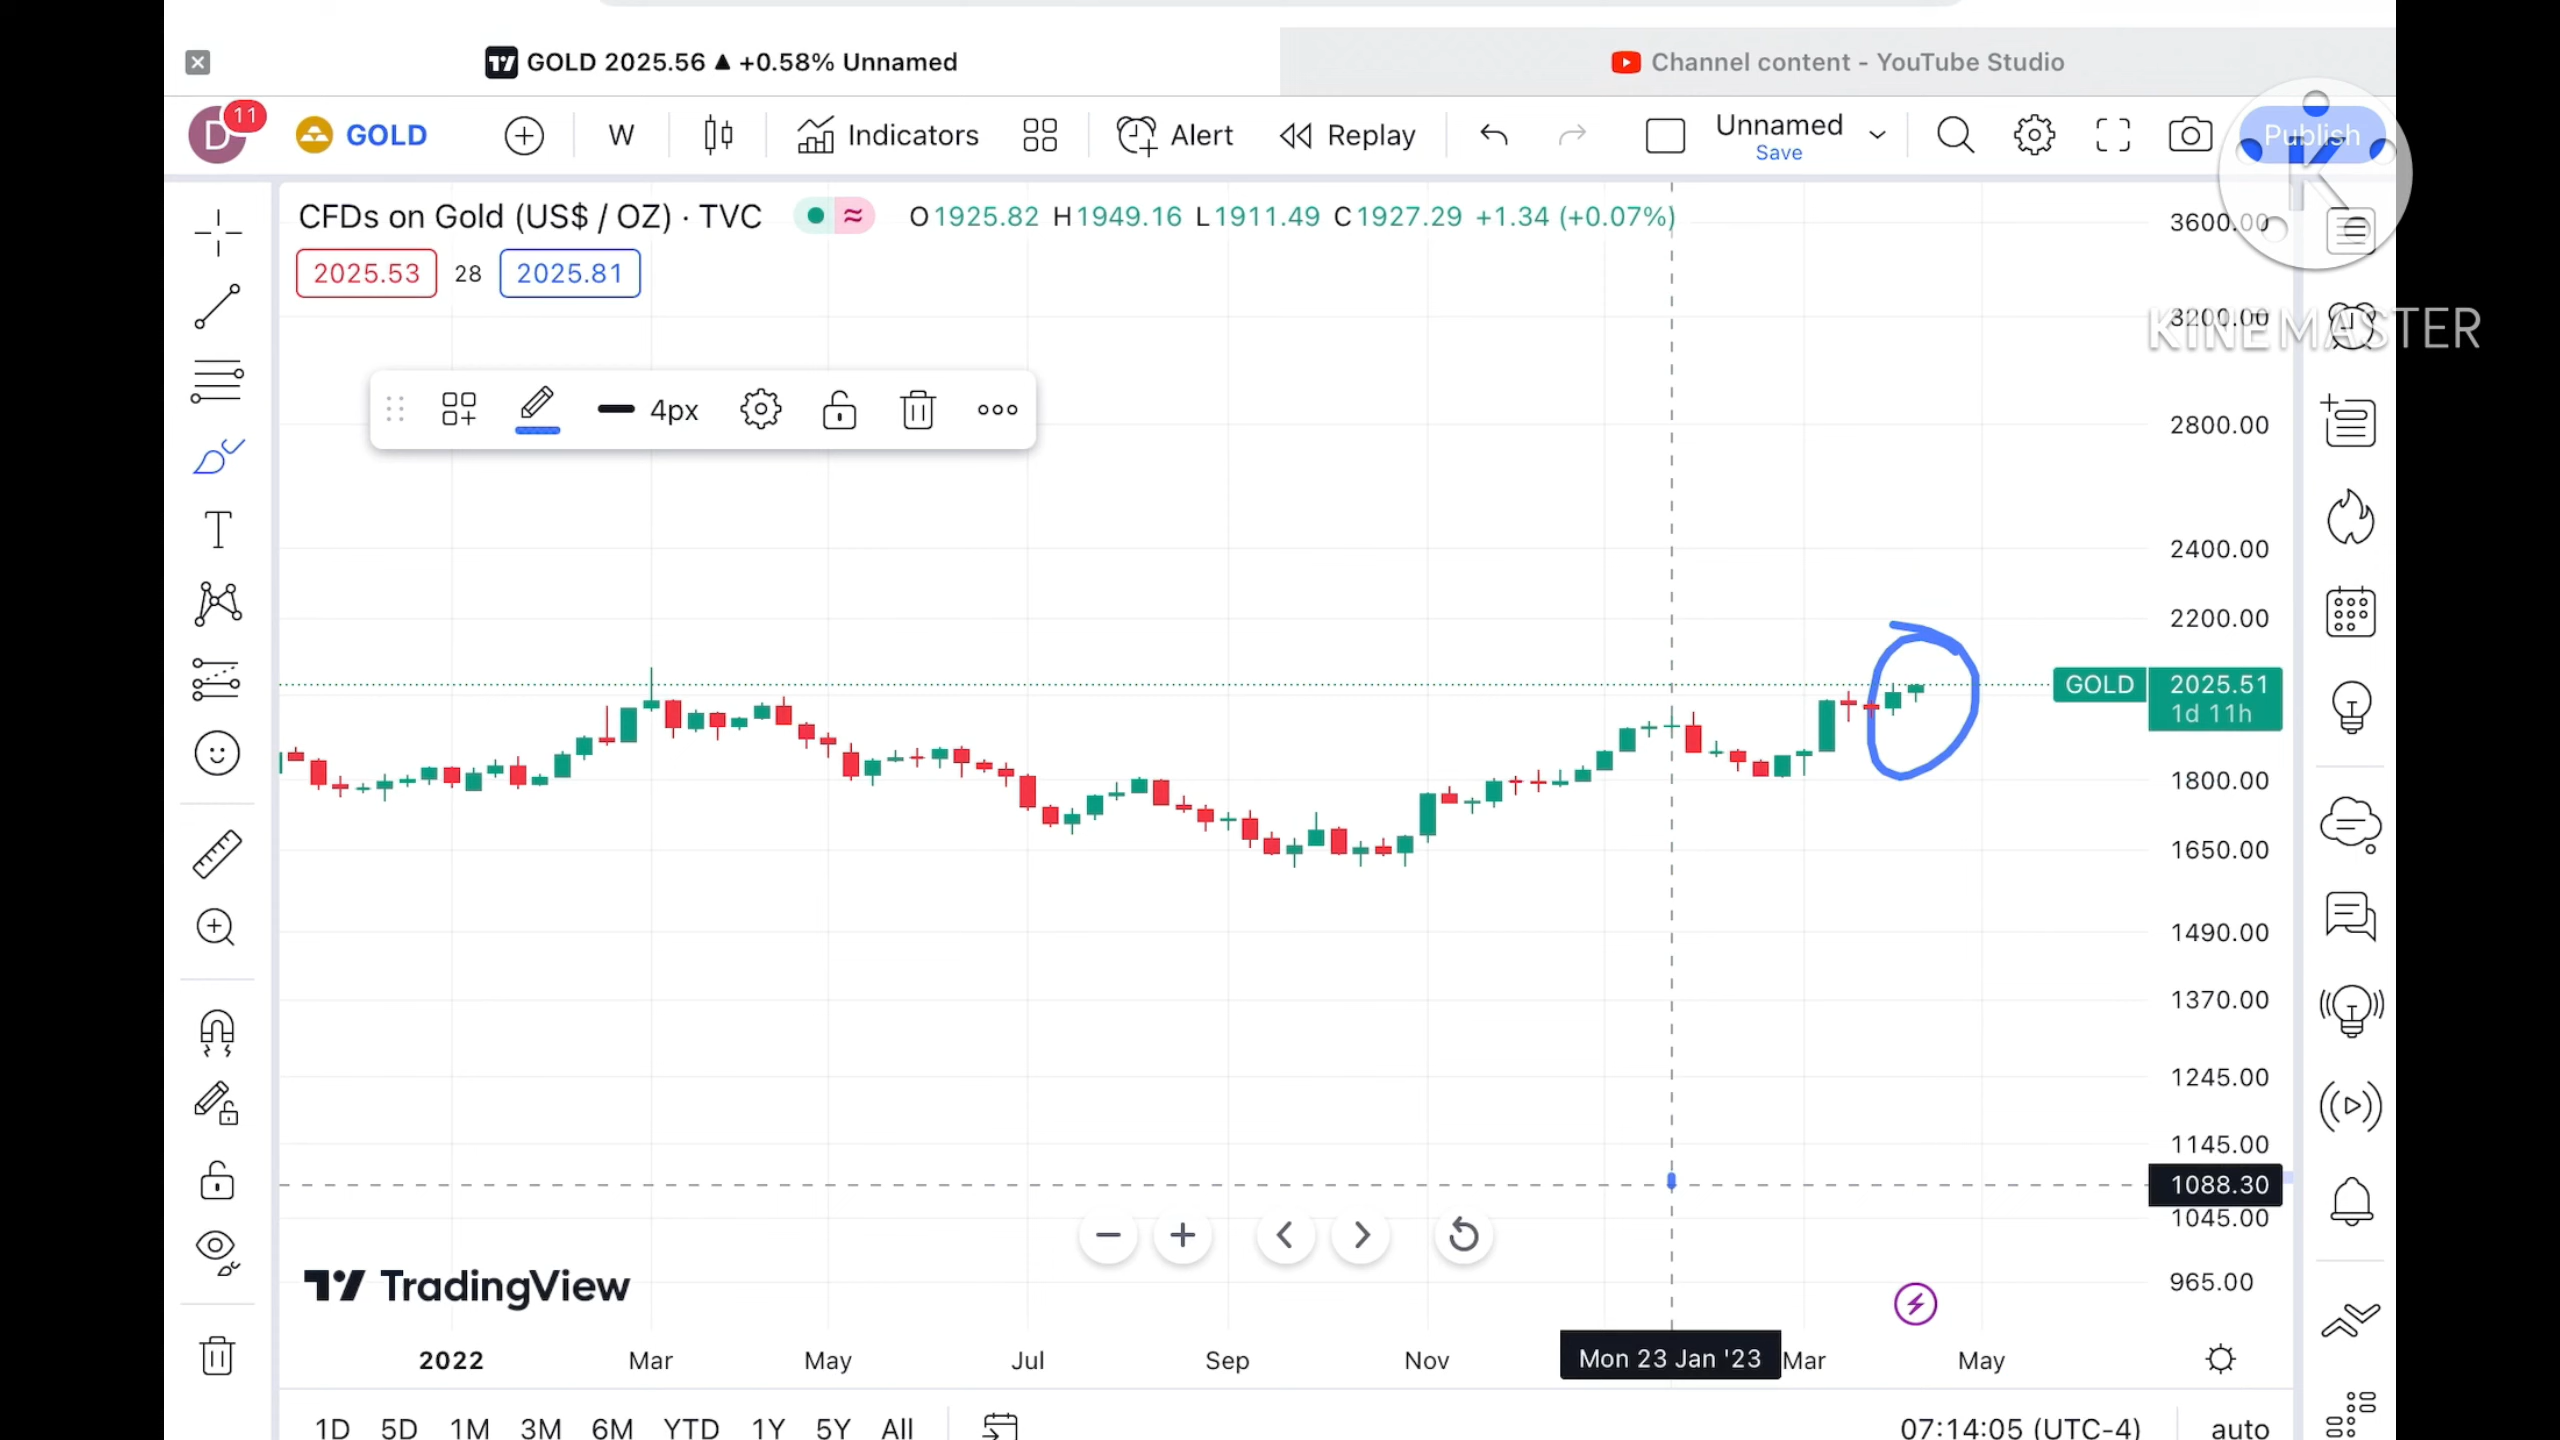 GOLD 2025.56 ▲ +0.58% Unnamed
Channel content - YouTube Studio
D 11
GOLD
W
Indicators
Alert
Replay
Unnamed
Save
Publish
CFDs on Gold (US$ / OZ) · TVC
O1925.82 H1949.16 L1911.49 C1927.29 +1.34 (+0.07%)
2025.53 28 2025.81
4px
KINEMASTER
3600.00
3200.00
2800.00
2400.00
2200.00
GOLD 2025.51
1d 11h
1800.00
1650.00
1490.00
1370.00
1245.00
1145.00
1088.30
1045.00
965.00
TradingView
2022 Mar May Jul Sep Nov Mon 23 Jan '23 Mar May
1D 5D 1M 3M 6M YTD 1Y 5Y All
07:14:05 (UTC-4) auto